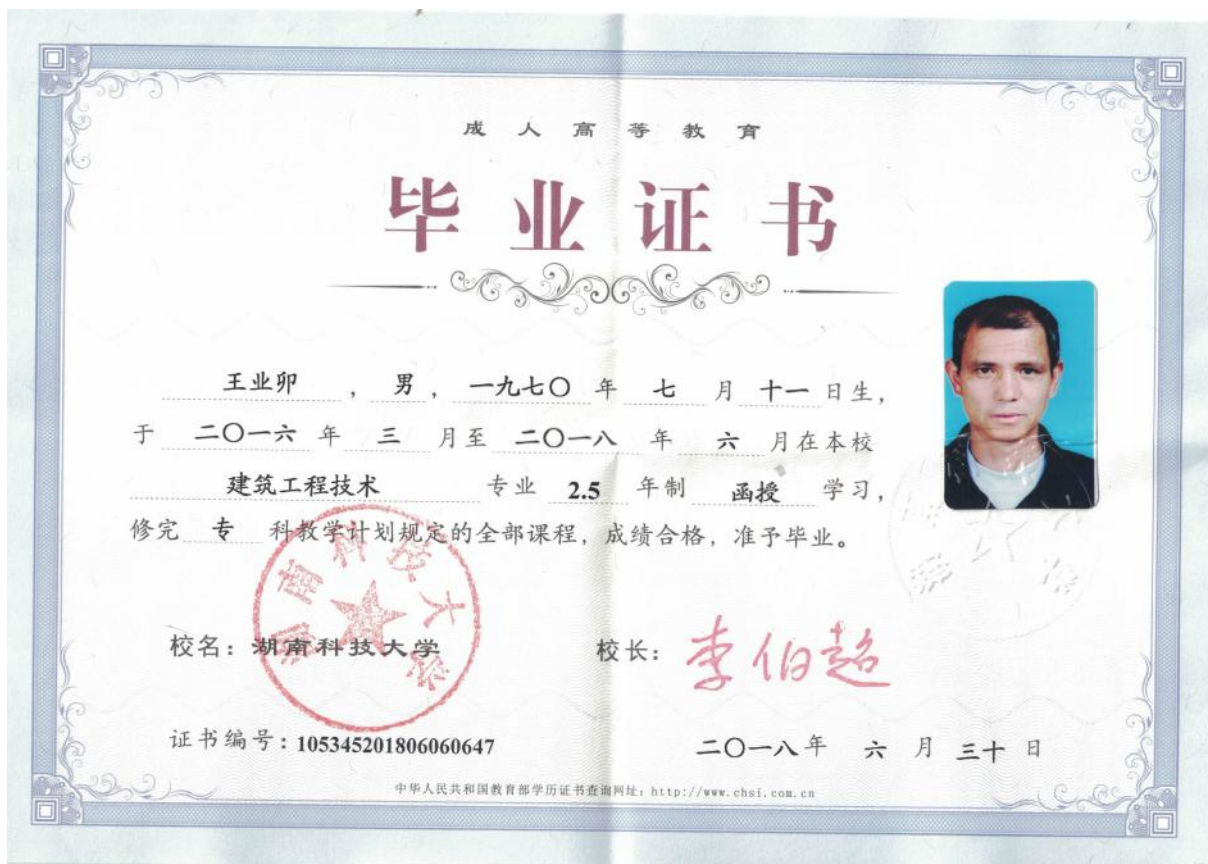 成人高等教育
毕业证书
王业卯，男，一九七〇年七月十一日生，
于二〇一六年三月至二〇一八年六月在本校
建筑工程技术专业2.5年制函授学习，
修完专科教学计划规定的全部课程，成绩合格，准予毕业。
湖南科技大学
校名：湖南科技大学
校长：李伯超
证书编号：105345201806060647
二〇一八年六月三十日
中华人民共和国教育部学历证书查询网址：http://www.chsi.com.cn